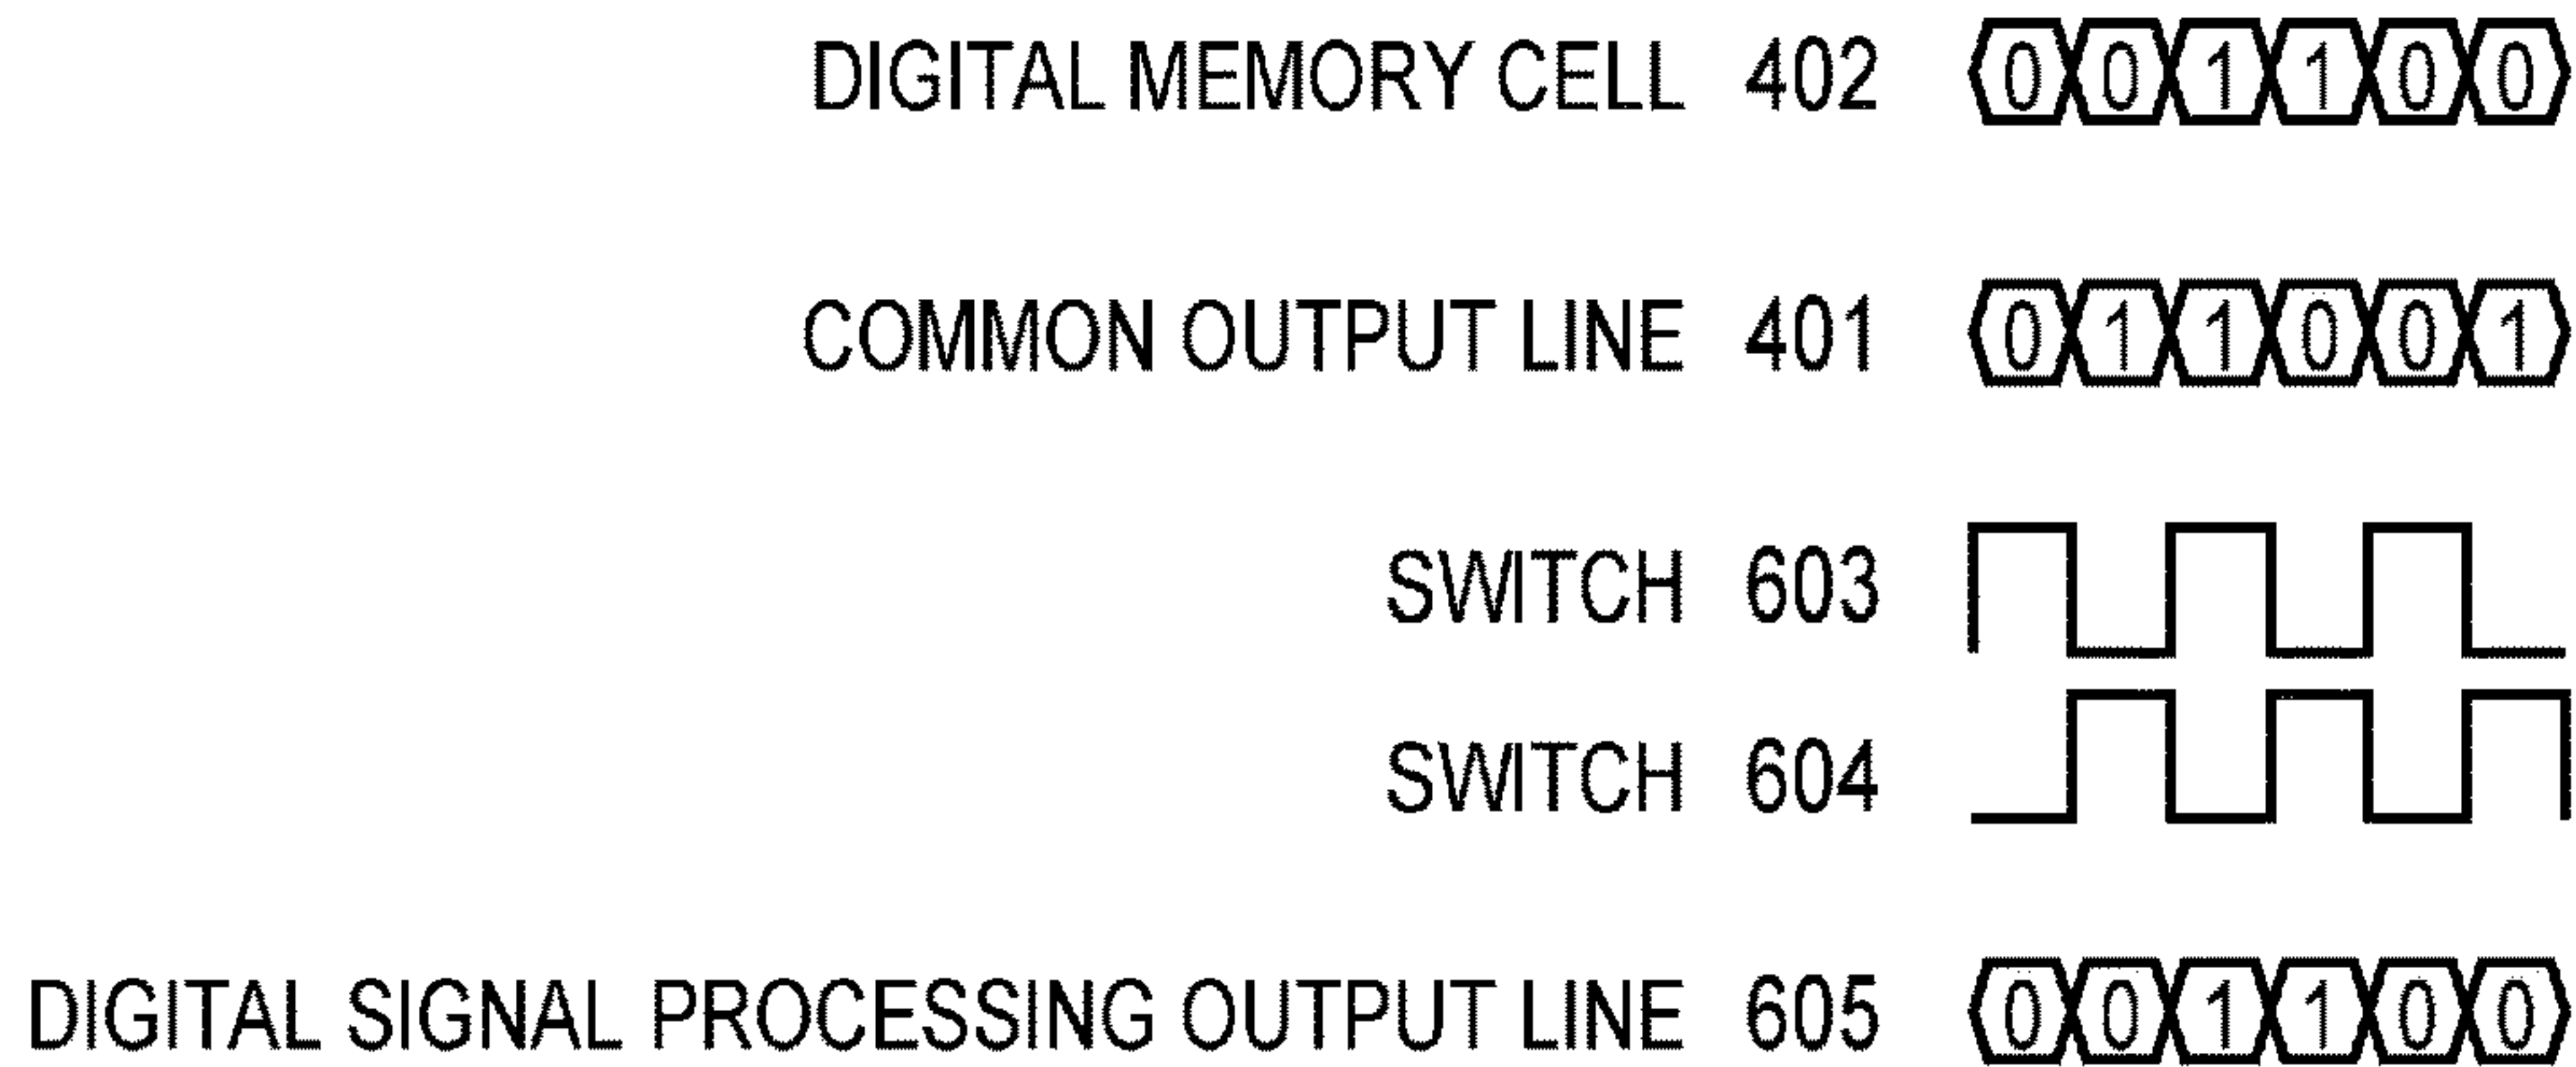 DIGITAL MEMORY CELL 402 0 0 1 1 0 0
COMMON OUTPUT LINE 401 0 1 1 0 0 1
SWITCH 603
SWITCH 604
DIGITAL SIGNAL PROCESSING OUTPUT LINE 605 0 0 1 1 0 0